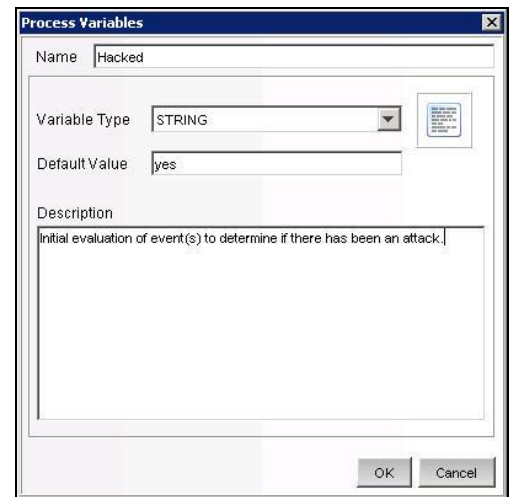 Process Variables
Name Hacked
Variable Type STRING
Default Value yes
Description
Initial evaluation of event(s) to determine if there has been an attack.
OK Cancel